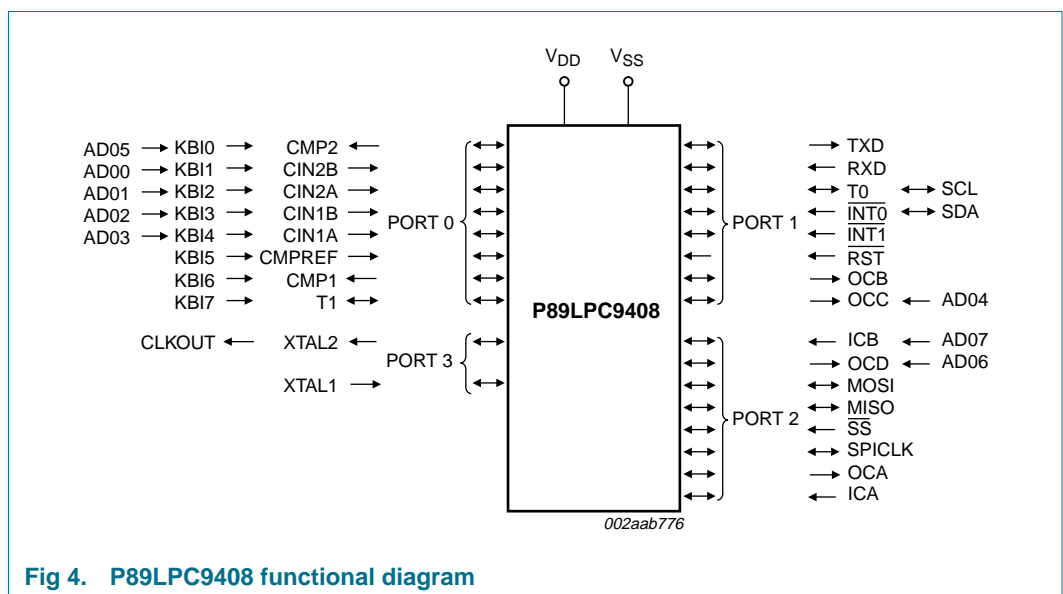 VDD VSS
AD05 KBI0 CMP2 TXD
AD00 KBI1 CIN2B RXD
AD01 KBI2 CIN2A T0 SCL
AD02 KBI3 CIN1B INT0 SDA
PORT 0 PORT 1
AD03 KBI4 CIN1A INT1
KBI5 CMPREF RST
KBI6 CMP1 OCB
KBI7 T1 OCC AD04
P89LPC9408
CLKOUT XTAL2 ICB AD07
PORT 3 OCD AD06
XTAL1 MOSI
MISO
PORT 2
SS
SPICLK
OCA
ICA
002aab776
Fig 4. P89LPC9408 functional diagram